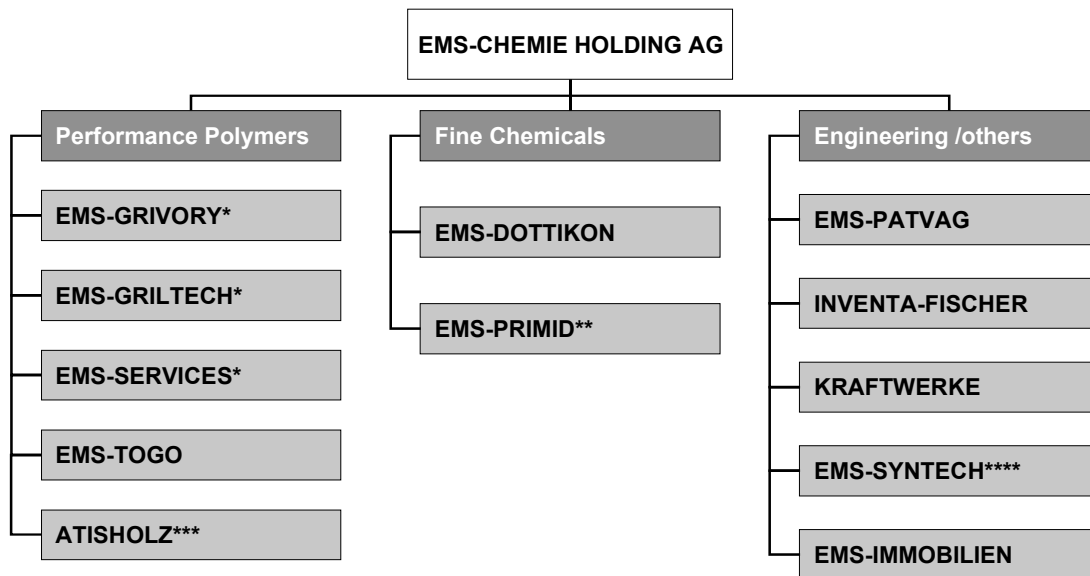 EMS-CHEMIE HOLDING AG
Performance Polymers
EMS-GRIVORY*
EMS-GRILTECH*
EMS-SERVICES*
EMS-TOGO
ATISHOLZ***
Fine Chemicals
EMS-DOTTIKON
EMS-PRIMID**
Engineering /others
EMS-PATVAG
INVENTA-FISCHER
KRAFTWERKE
EMS-SYNTECH****
EMS-IMMOBILIEN